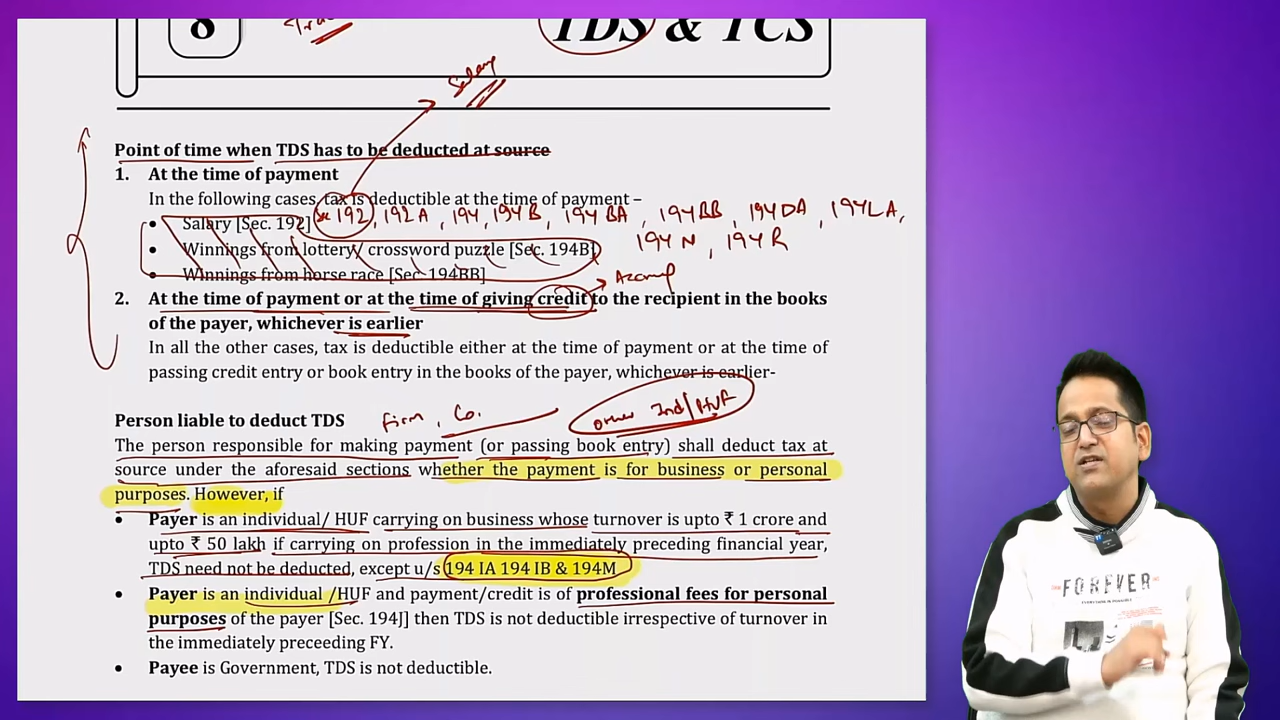 8
TDS & TCS
Salary
Point of time when TDS has to be deducted at source
1. At the time of payment
In the following cases, tax is deductible at the time of payment –
• Salary [Sec. 192] Sec 192, 192A, 194, 194B, 194BA, 194BB, 194DA, 194LA,
• Winnings from lottery/ crossword puzzle [Sec. 194B] 194N, 194R
• Winnings from horse race [Sec 194BB]
2. At the time of payment or at the time of giving credit to the recipient in the books
of the payer, whichever is earlier
In all the other cases, tax is deductible either at the time of payment or at the time of
passing credit entry or book entry in the books of the payer, whichever is earlier-
Person liable to deduct TDS Firm, Co. other Ind/HUF
The person responsible for making payment (or passing book entry) shall deduct tax at
source under the aforesaid sections whether the payment is for business or personal
purposes. However, if
• Payer is an individual/ HUF carrying on business whose turnover is upto ₹ 1 crore and
upto ₹ 50 lakh if carrying on profession in the immediately preceding financial year,
TDS need not be deducted, except u/s 194 IA 194 IB & 194M
• Payer is an individual /HUF and payment/credit is of professional fees for personal
purposes of the payer [Sec. 194J] then TDS is not deductible irrespective of turnover in
the immediately preceeding FY.
• Payee is Government, TDS is not deductible.
FOREVER